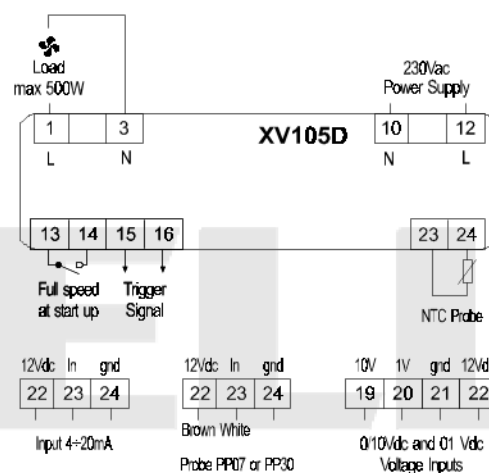 Load
max 500W
230Vac
Power Supply
1 3 XV105D 10 12
L N N L
13 14 15 16 23 24
Full speed
at start up
Trigger
Signal
NTC Probe
12Vdc In gnd
22 23 24
Input 4÷20mA
12Vdc In gnd
22 23 24
Brown White
Probe PP07 or PP30
10V 1V gnd 12Vd
19 20 21 22
0/10Vdc and 01 Vdc
Voltage Inputs